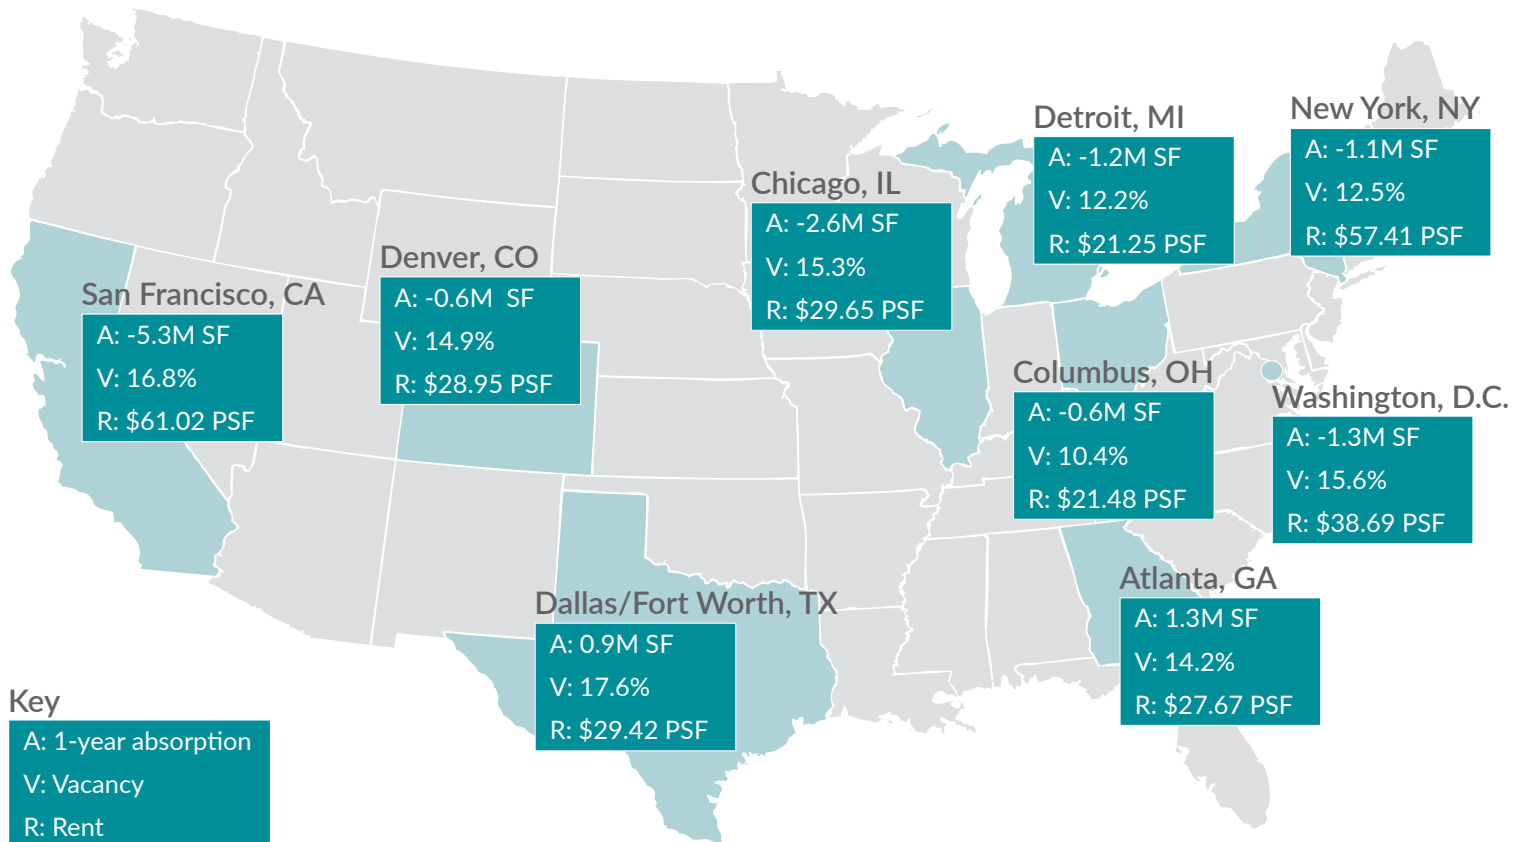 Detroit, MI
A: -1.2M SF
V: 12.2%
R: $21.25 PSF
New York, NY
A: -1.1M SF
V: 12.5%
R: $57.41 PSF
Chicago, IL
A: -2.6M SF
V: 15.3%
R: $29.65 PSF
Denver, CO
A: -0.6M  SF
V: 14.9%
R: $28.95 PSF
San Francisco, CA
A: -5.3M SF
V: 16.8%
R: $61.02 PSF
Columbus, OH
A: -0.6M SF
V: 10.4%
R: $21.48 PSF
Washington, D.C.
A: -1.3M SF
V: 15.6%
R: $38.69 PSF
Atlanta, GA
A: 1.3M SF
V: 14.2%
R: $27.67 PSF
Dallas/Fort Worth, TX
A: 0.9M SF
V: 17.6%
R: $29.42 PSF
Key
A: 1-year absorption
V: Vacancy
R: Rent